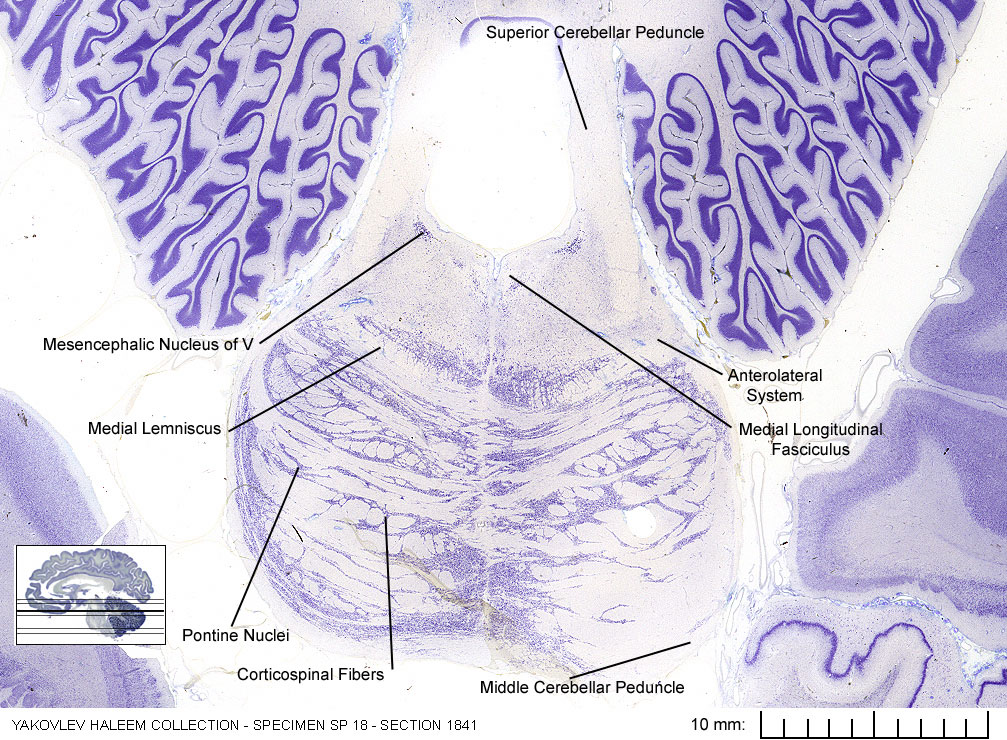 Superior Cerebellar Peduncle
Mesencephalic Nucleus of V
Anterolateral
System
Medial Lemniscus
Medial Longitudinal
Fasciculus
Pontine Nuclei
Corticospinal Fibers
Middle Cerebellar Peduncle
YAKOVLEV HALEEM COLLECTION - SPECIMEN SP 18 - SECTION 1841
10 mm: